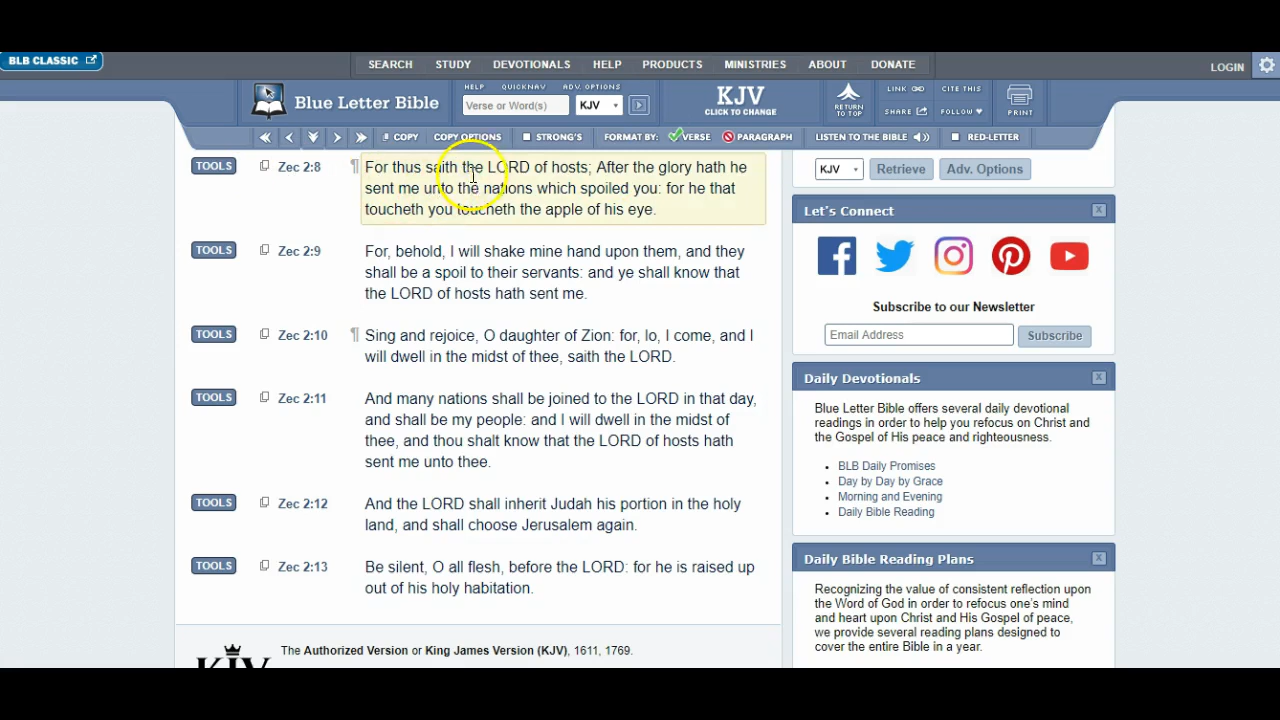 BLB CLASSIC
SEARCH STUDY DEVOTIONALS HELP PRODUCTS MINISTRIES ABOUT DONATE
LOGIN
Blue Letter Bible
HELP QUICKNAV ADV. OPTIONS
Verse or Word(s) KJV
KJV
CLICK TO CHANGE
RETURN
TO TOP
LINK CITE THIS
SHARE FOLLOW
PRINT
COPY COPY OPTIONS STRONG'S FORMAT BY: VERSE PARAGRAPH LISTEN TO THE BIBLE RED-LETTER
TOOLS Zec 2:8 ¶ For thus saith the LORD of hosts; After the glory hath he
sent me unto the nations which spoiled you: for he that
toucheth you toucheth the apple of his eye.
TOOLS Zec 2:9 For, behold, I will shake mine hand upon them, and they
shall be a spoil to their servants: and ye shall know that
the LORD of hosts hath sent me.
TOOLS Zec 2:10 ¶ Sing and rejoice, O daughter of Zion: for, lo, I come, and I
will dwell in the midst of thee, saith the LORD.
TOOLS Zec 2:11 And many nations shall be joined to the LORD in that day,
and shall be my people: and I will dwell in the midst of
thee, and thou shalt know that the LORD of hosts hath
sent me unto thee.
TOOLS Zec 2:12 And the LORD shall inherit Judah his portion in the holy
land, and shall choose Jerusalem again.
TOOLS Zec 2:13 Be silent, O all flesh, before the LORD: for he is raised up
out of his holy habitation.
KJV
The Authorized Version or King James Version (KJV), 1611, 1769.
KJV Retrieve Adv. Options
Let's Connect X
Subscribe to our Newsletter
Email Address Subscribe
Daily Devotionals X
Blue Letter Bible offers several daily devotional
readings in order to help you refocus on Christ and
the Gospel of His peace and righteousness.
BLB Daily Promises
Day by Day by Grace
Morning and Evening
Daily Bible Reading
Daily Bible Reading Plans X
Recognizing the value of consistent reflection upon
the Word of God in order to refocus one's mind
and heart upon Christ and His Gospel of peace,
we provide several reading plans designed to
cover the entire Bible in a year.